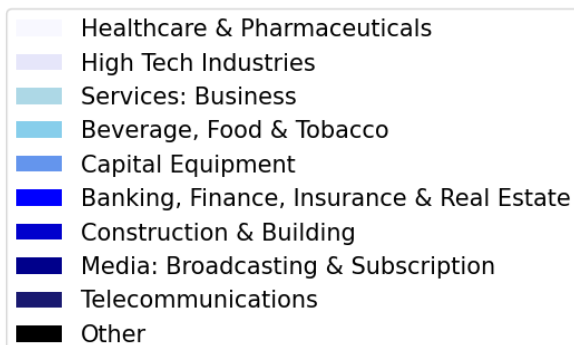 Healthcare & Pharmaceuticals
High Tech Industries
Services: Business
Beverage, Food & Tobacco
Capital Equipment
Banking, Finance, Insurance & Real Estate
Construction & Building
Media: Broadcasting & Subscription
Telecommunications
Other